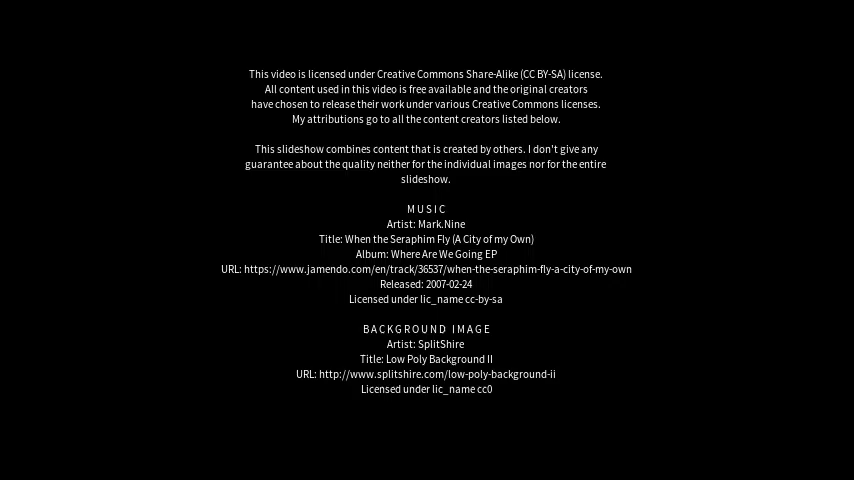 This video is licensed under Creative Commons Share-Alike (CC BY-SA) license.
All content used in this video is free available and the original creators
have chosen to release their work under various Creative Commons licenses.
My attributions go to all the content creators listed below.
This slideshow combines content that is created by others. I don't give any
guarantee about the quality neither for the individual images nor for the entire
slideshow.
MUSIC
Artist: Mark.Nine
Title: When the Seraphim Fly (A City of my Own)
Album: Where Are We Going EP
URL: https://www.jamendo.com/en/track/36537/when-the-seraphim-fly-a-city-of-my-own
Released: 2007-02-24
Licensed under lic_name cc-by-sa
BACKGROUND IMAGE
Artist: SplitShire
Title: Low Poly Background II
URL: http://www.splitshire.com/low-poly-background-ii
Licensed under lic_name cc0